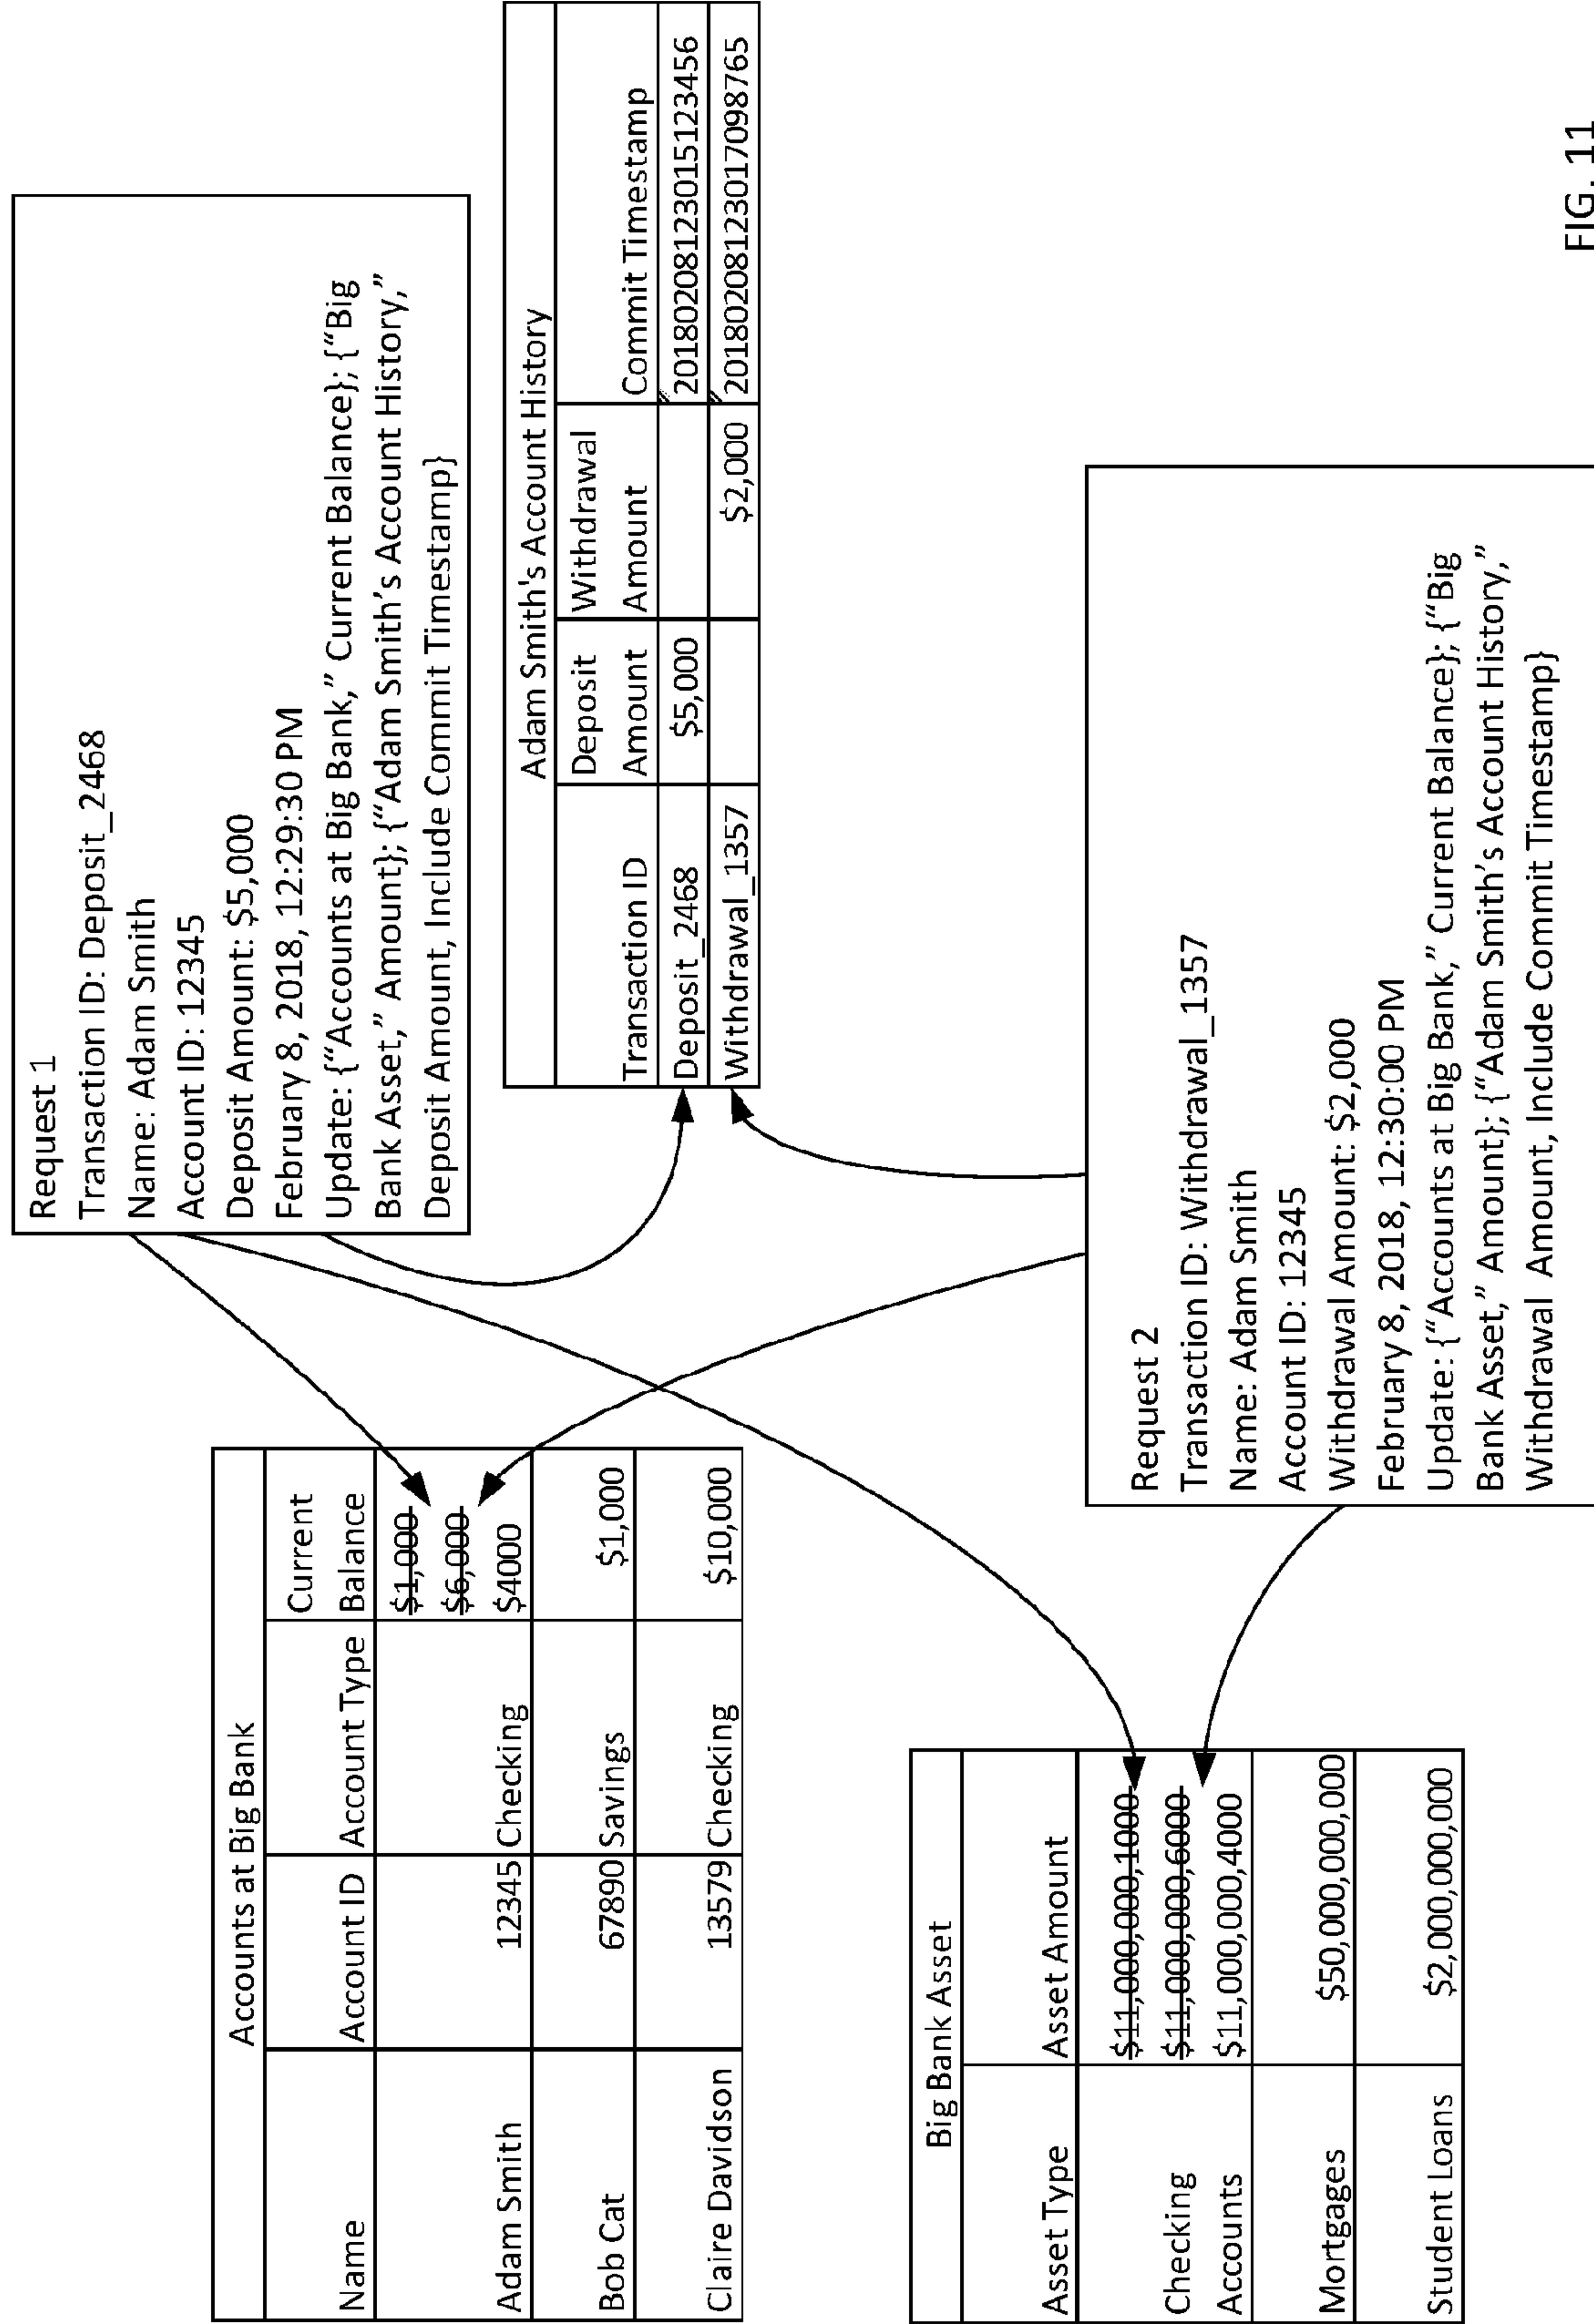 Accounts at Big Bank
Name Account ID Account Type Current Balance
Adam Smith 12345 Checking $1,000 $6,000 $4000
Bob Cat 67890 Savings $1,000
Claire Davidson 13579 Checking $10,000
Request 1
Transaction ID: Deposit_2468
Name: Adam Smith
Account ID: 12345
Deposit Amount: $5,000
February 8, 2018, 12:29:30 PM
Update: {“Accounts at Big Bank,” Current Balance}; {“Big
Bank Asset,” Amount}; {“Adam Smith’s Account History,”
Deposit Amount, Include Commit Timestamp}
Adam Smith's Account History
Transaction ID Deposit Amount Withdrawal Amount Commit Timestamp
Deposit_2468 $5,000 20180208123015123456
Withdrawal_1357 $2,000 20180208123017098765
Big Bank Asset
Asset Type Asset Amount
Checking Accounts $11,000,000,1000 $11,000,000,6000 $11,000,000,4000
Mortgages $50,000,000,000
Student Loans $2,000,000,000
Request 2
Transaction ID: Withdrawal_1357
Name: Adam Smith
Account ID: 12345
Withdrawal Amount: $2,000
February 8, 2018, 12:30:00 PM
Update: {“Accounts at Big Bank,” Current Balance}; {“Big
Bank Asset,” Amount}; {“Adam Smith’s Account History,”
Withdrawal Amount, Include Commit Timestamp}
FIG. 11